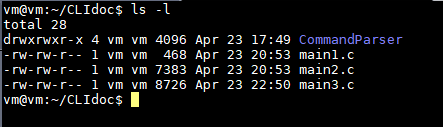 vm@vm:~/CLIdoc$ ls -l
total 28
drwxrwxr-x 4 vm vm 4096 Apr 23 17:49 CommandParser
-rw-rw-r-- 1 vm vm  468 Apr 23 20:53 main1.c
-rw-rw-r-- 1 vm vm 7383 Apr 23 20:53 main2.c
-rw-rw-r-- 1 vm vm 8726 Apr 23 22:50 main3.c
vm@vm:~/CLIdoc$